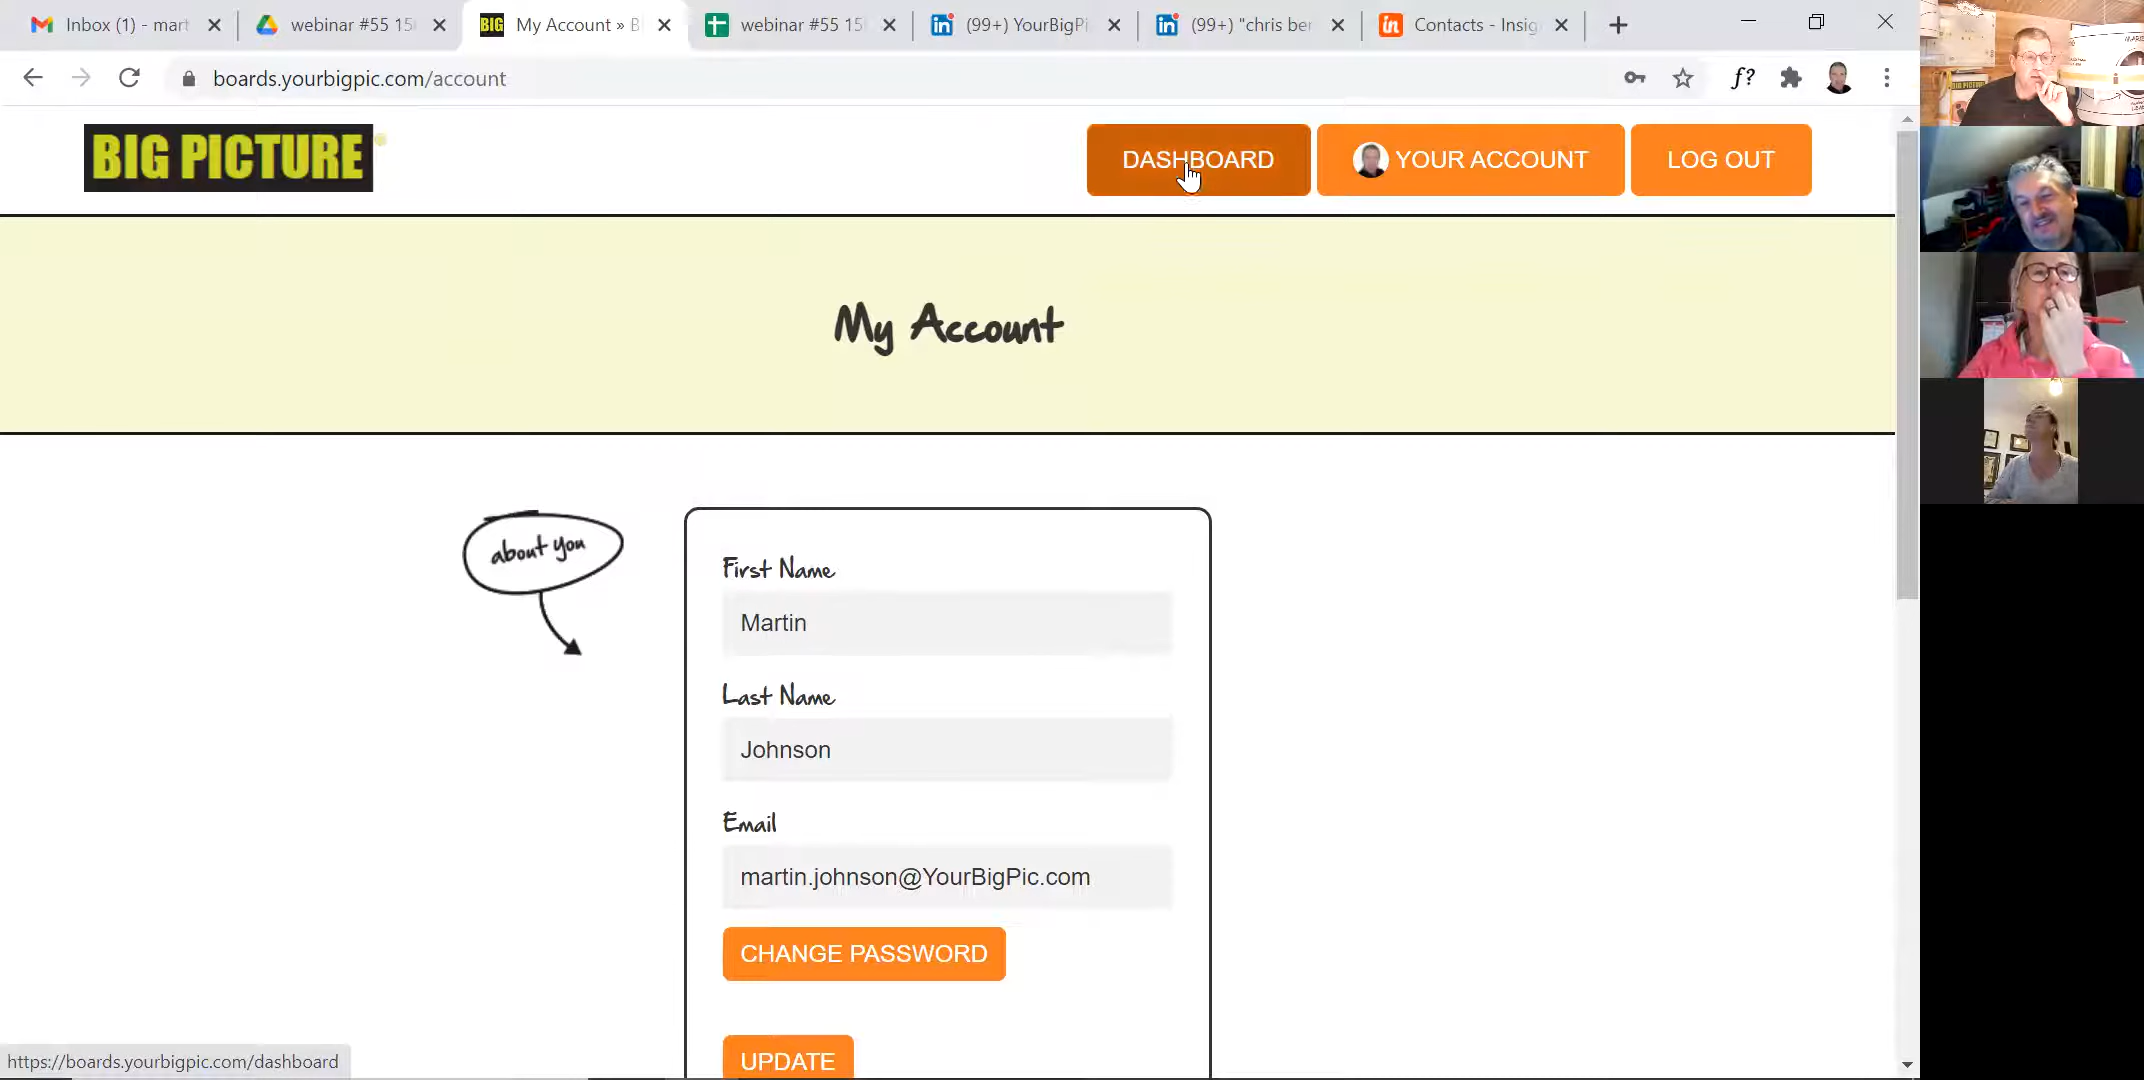 Inbox (1) - mart
webinar #55 15
My Account » B
webinar #55 15
(99+) YourBigPi
(99+) "chris ber
Contacts - Insig
boards.yourbigpic.com/account
f?
BIG PICTURE
DASHBOARD
YOUR ACCOUNT
LOG OUT
My Account
about you
First Name
Martin
Last Name
Johnson
Email
martin.johnson@YourBigPic.com
CHANGE PASSWORD
UPDATE
https://boards.yourbigpic.com/dashboard